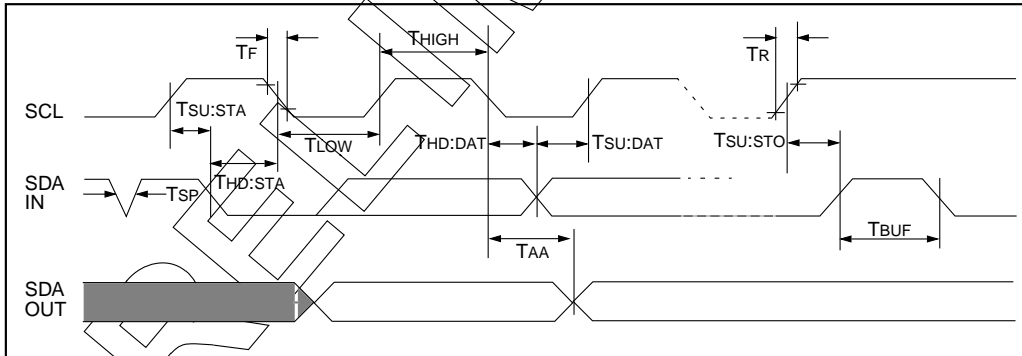 TF
THIGH
TR
SCL
TSU:STA
TLOW
THD:DAT
TSU:DAT
TSU:STO
THD:STA
SDA
IN
TSP
TBUF
TAA
SDA
OUT